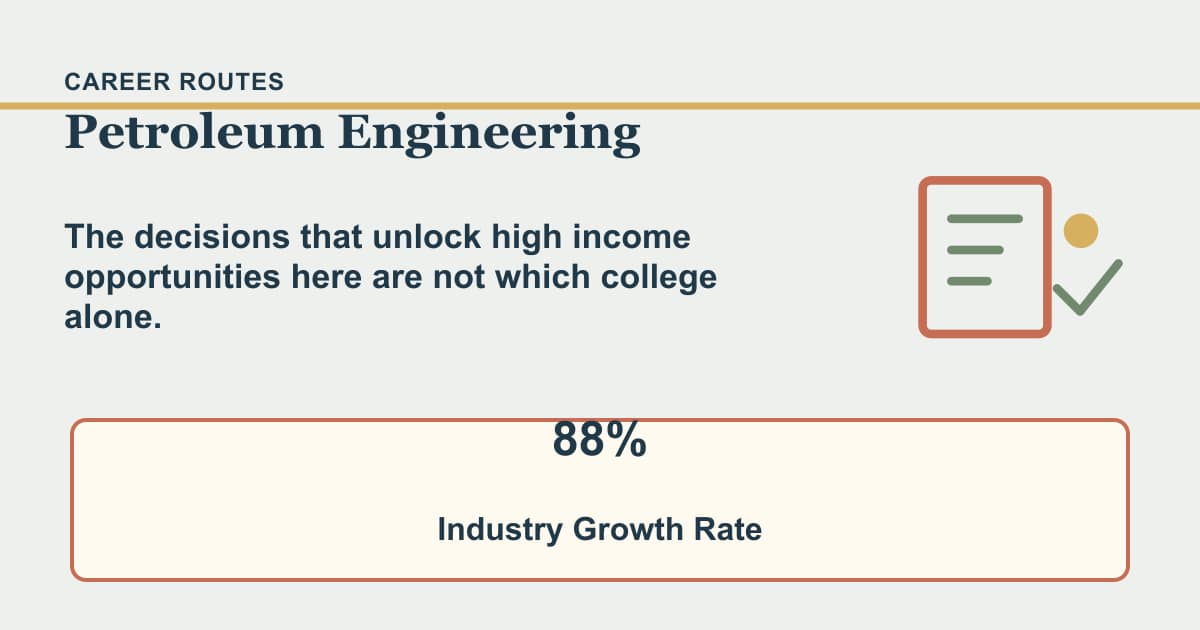 CAREER ROUTES
Petroleum Engineering
The decisions that unlock high income
opportunities here are not which college
alone.
88%
Industry Growth Rate